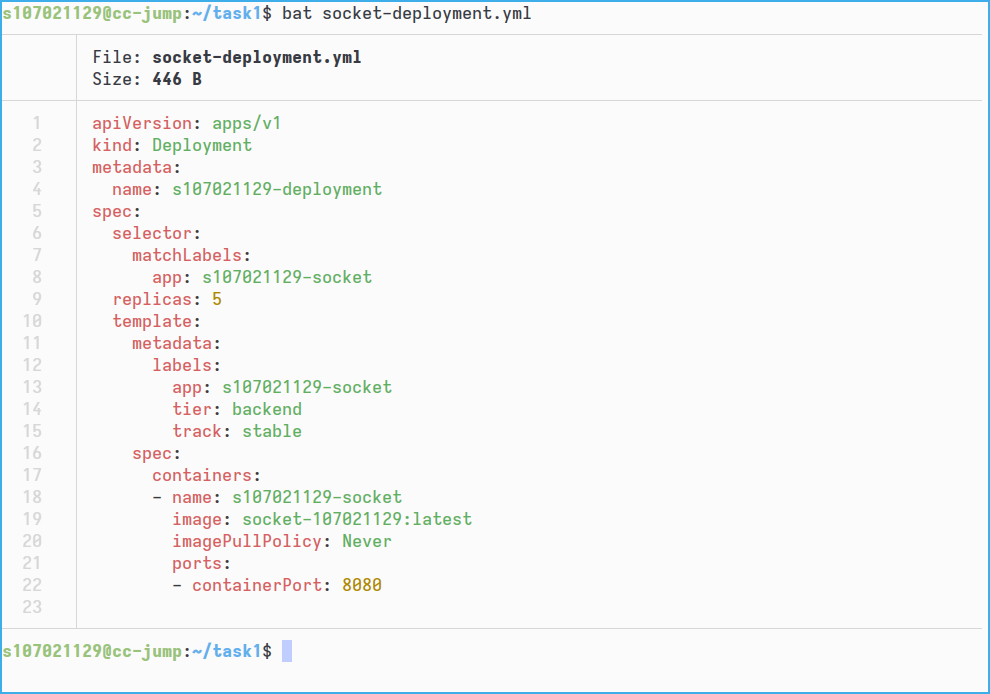 s107021129@cc-jump:~/task1$ bat socket-deployment.yml
File: socket-deployment.yml
Size: 446 B
1 apiVersion: apps/v1
2 kind: Deployment
3 metadata:
4   name: s107021129-deployment
5 spec:
6   selector:
7     matchLabels:
8       app: s107021129-socket
9   replicas: 5
10   template:
11     metadata:
12       labels:
13         app: s107021129-socket
14         tier: backend
15         track: stable
16     spec:
17       containers:
18       - name: s107021129-socket
19         image: socket-107021129:latest
20         imagePullPolicy: Never
21         ports:
22         - containerPort: 8080
23
s107021129@cc-jump:~/task1$